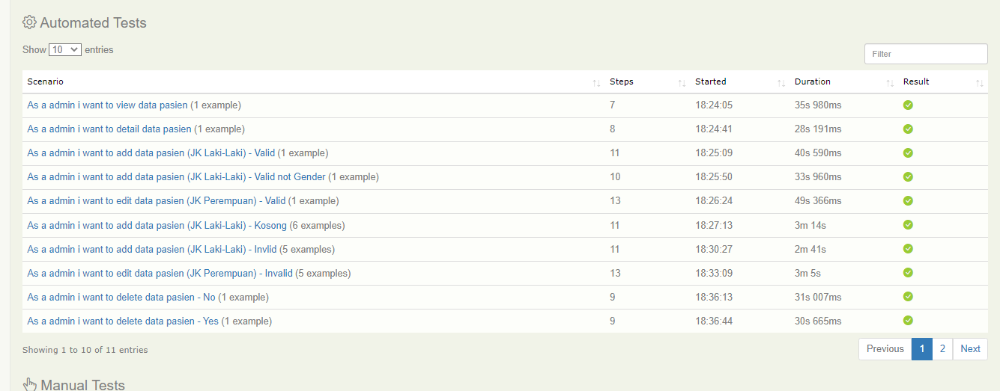 Automated Tests
Show 10 entries
Filter
Scenario Steps Started Duration Result
As a admin i want to view data pasien (1 example) 7 18:24:05 35s 980ms
As a admin i want to detail data pasien (1 example) 8 18:24:41 28s 191ms
As a admin i want to add data pasien (JK Laki-Laki) - Valid (1 example) 11 18:25:09 40s 590ms
As a admin i want to add data pasien (JK Laki-Laki) - Valid not Gender (1 example) 10 18:25:50 33s 960ms
As a admin i want to edit data pasien (JK Perempuan) - Valid (1 example) 13 18:26:24 49s 366ms
As a admin i want to add data pasien (JK Laki-Laki) - Kosong (6 examples) 11 18:27:13 3m 14s
As a admin i want to add data pasien (JK Laki-Laki) - Invlid (5 examples) 11 18:30:27 2m 41s
As a admin i want to edit data pasien (JK Perempuan) - Invalid (5 examples) 13 18:33:09 3m 5s
As a admin i want to delete data pasien - No (1 example) 9 18:36:13 31s 007ms
As a admin i want to delete data pasien - Yes (1 example) 9 18:36:44 30s 665ms
Showing 1 to 10 of 11 entries
Previous 1 2 Next
Manual Tests